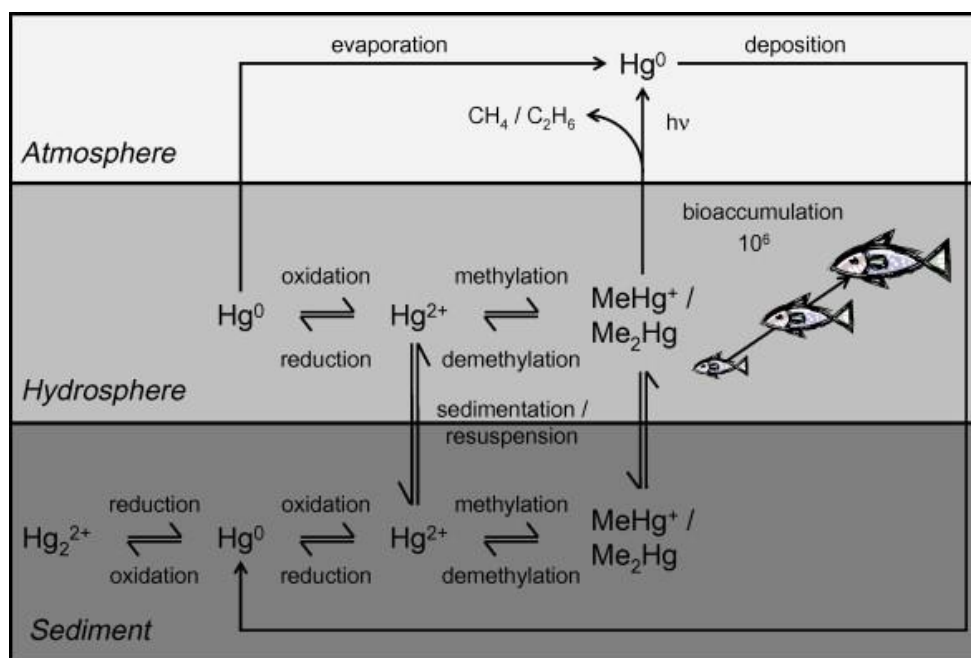 evaporation
deposition
Hg⁰
CH₄ / C₂H₆
hν
Atmosphere
bioaccumulation
10⁶
oxidation
methylation
Hg⁰
Hg²⁺
MeHg⁺ /
Me₂Hg
reduction
demethylation
Hydrosphere
sedimentation /
resuspension
reduction
oxidation
methylation
Hg₂²⁺
Hg⁰
Hg²⁺
MeHg⁺ /
Me₂Hg
oxidation
reduction
demethylation
Sediment